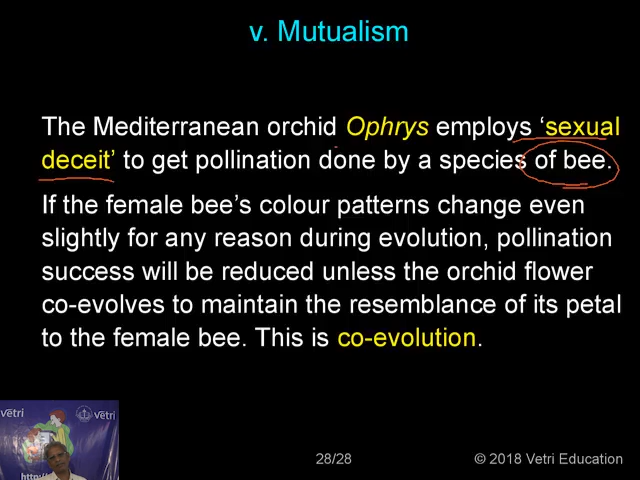 v. Mutualism
The Mediterranean orchid Ophrys employs ‘sexual
deceit’ to get pollination done by a species of bee.
If the female bee’s colour patterns change even
slightly for any reason during evolution, pollination
success will be reduced unless the orchid flower
co-evolves to maintain the resemblance of its petal
to the female bee. This is co-evolution.
Vētri
Vētri
http://
28/28
© 2018 Vetri Education